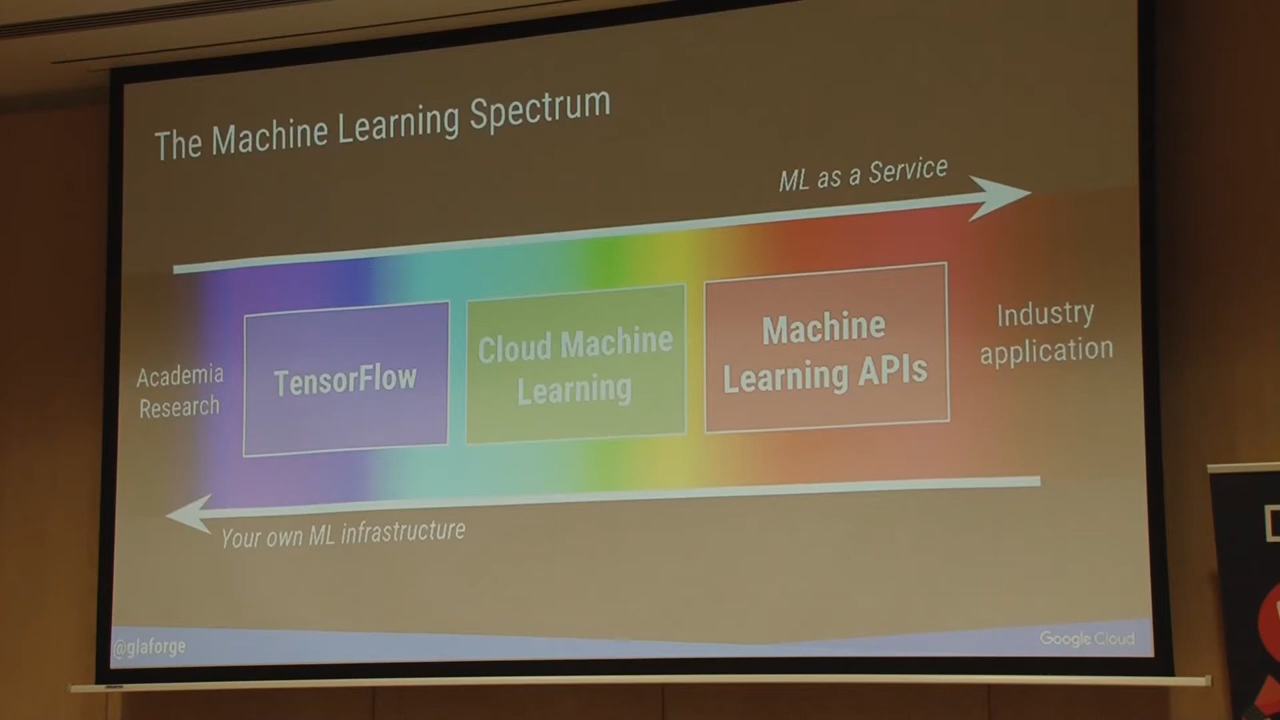 The Machine Learning Spectrum
ML as a Service
Academia
Research
TensorFlow
Cloud Machine
Learning
Machine
Learning APIs
Industry
application
Your own ML infrastructure
@glaforge
Google Cloud